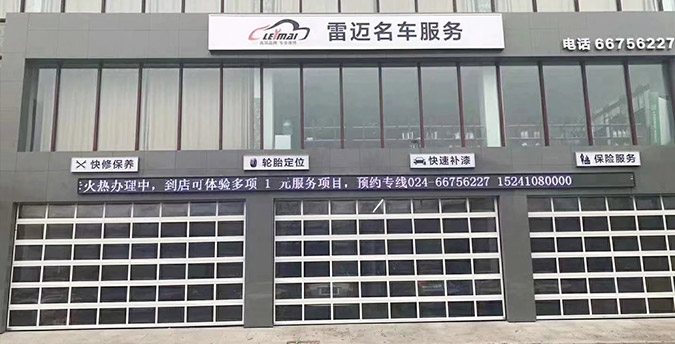 LEYMAI
雷迈名车服务
电话 66756227
快修保养
轮胎定位
快速补漆
保险服务
火热办理中，到店可体验多项 1 元服务项目，预约专线024-66756227 15241080000